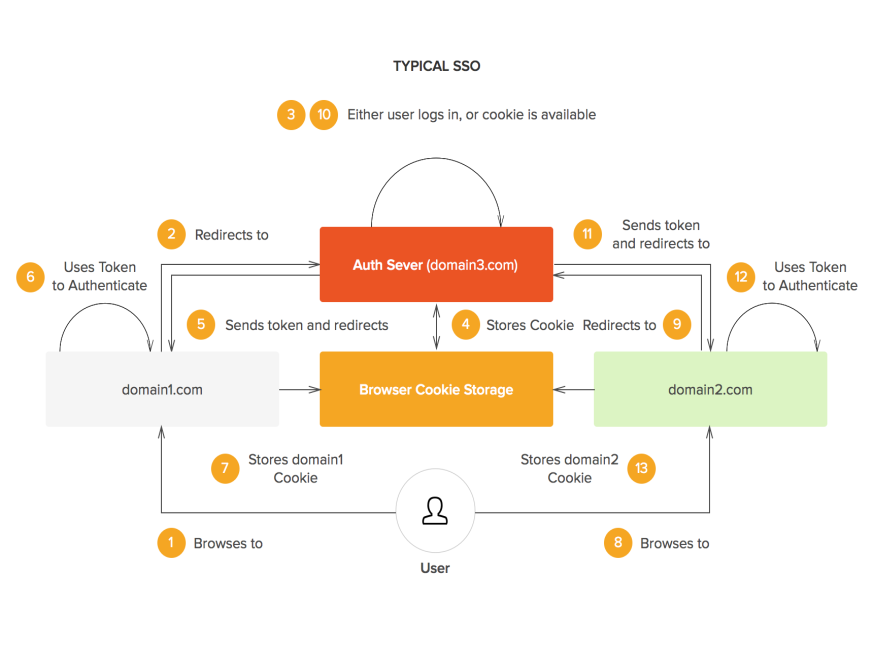 TYPICAL SSO
3 10 Either user logs in, or cookie is available
2 Redirects to
11 Sends token
and redirects to
6 Uses Token
to Authenticate
12 Uses Token
to Authenticate
Auth Sever (domain3.com)
5 Sends token and redirects
4 Stores Cookie
Redirects to 9
domain1.com
Browser Cookie Storage
domain2.com
7 Stores domain1
Cookie
Stores domain2 13
Cookie
1 Browses to
8 Browses to
User